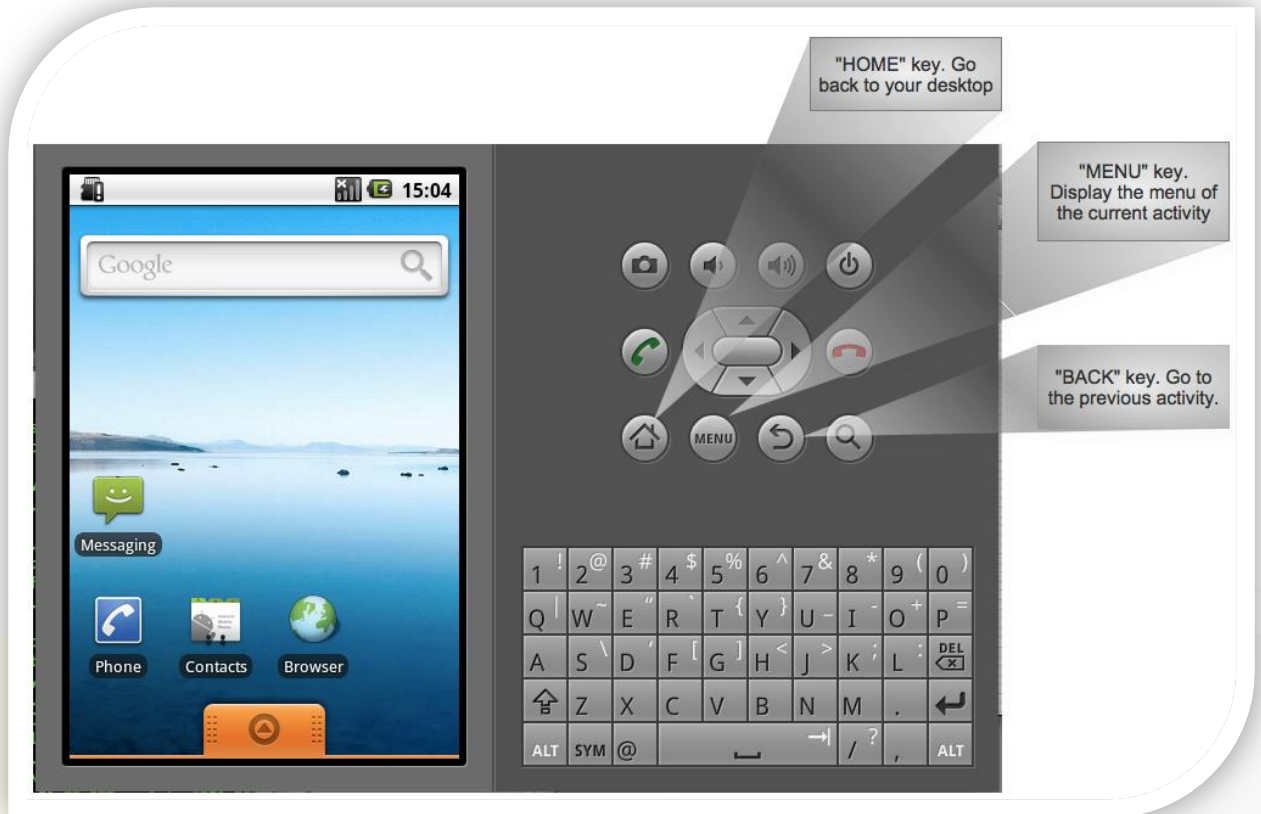 "HOME" key. Go
back to your desktop
"MENU" key.
Display the menu of
the current activity
"BACK" key. Go to
the previous activity.
15:04
Google
Messaging
Phone
Contacts
Browser
MENU
1 ! 2 @ 3 # 4 $ 5 % 6 ^ 7 & 8 * 9 ( 0 )
Q | W ~ E “ R ` T { Y } U _ I - O + P =
A S \ D ‘ F [ G ] H < J > K ; L : DEL
Z X C V B N M .
ALT SYM @ / ? , ALT